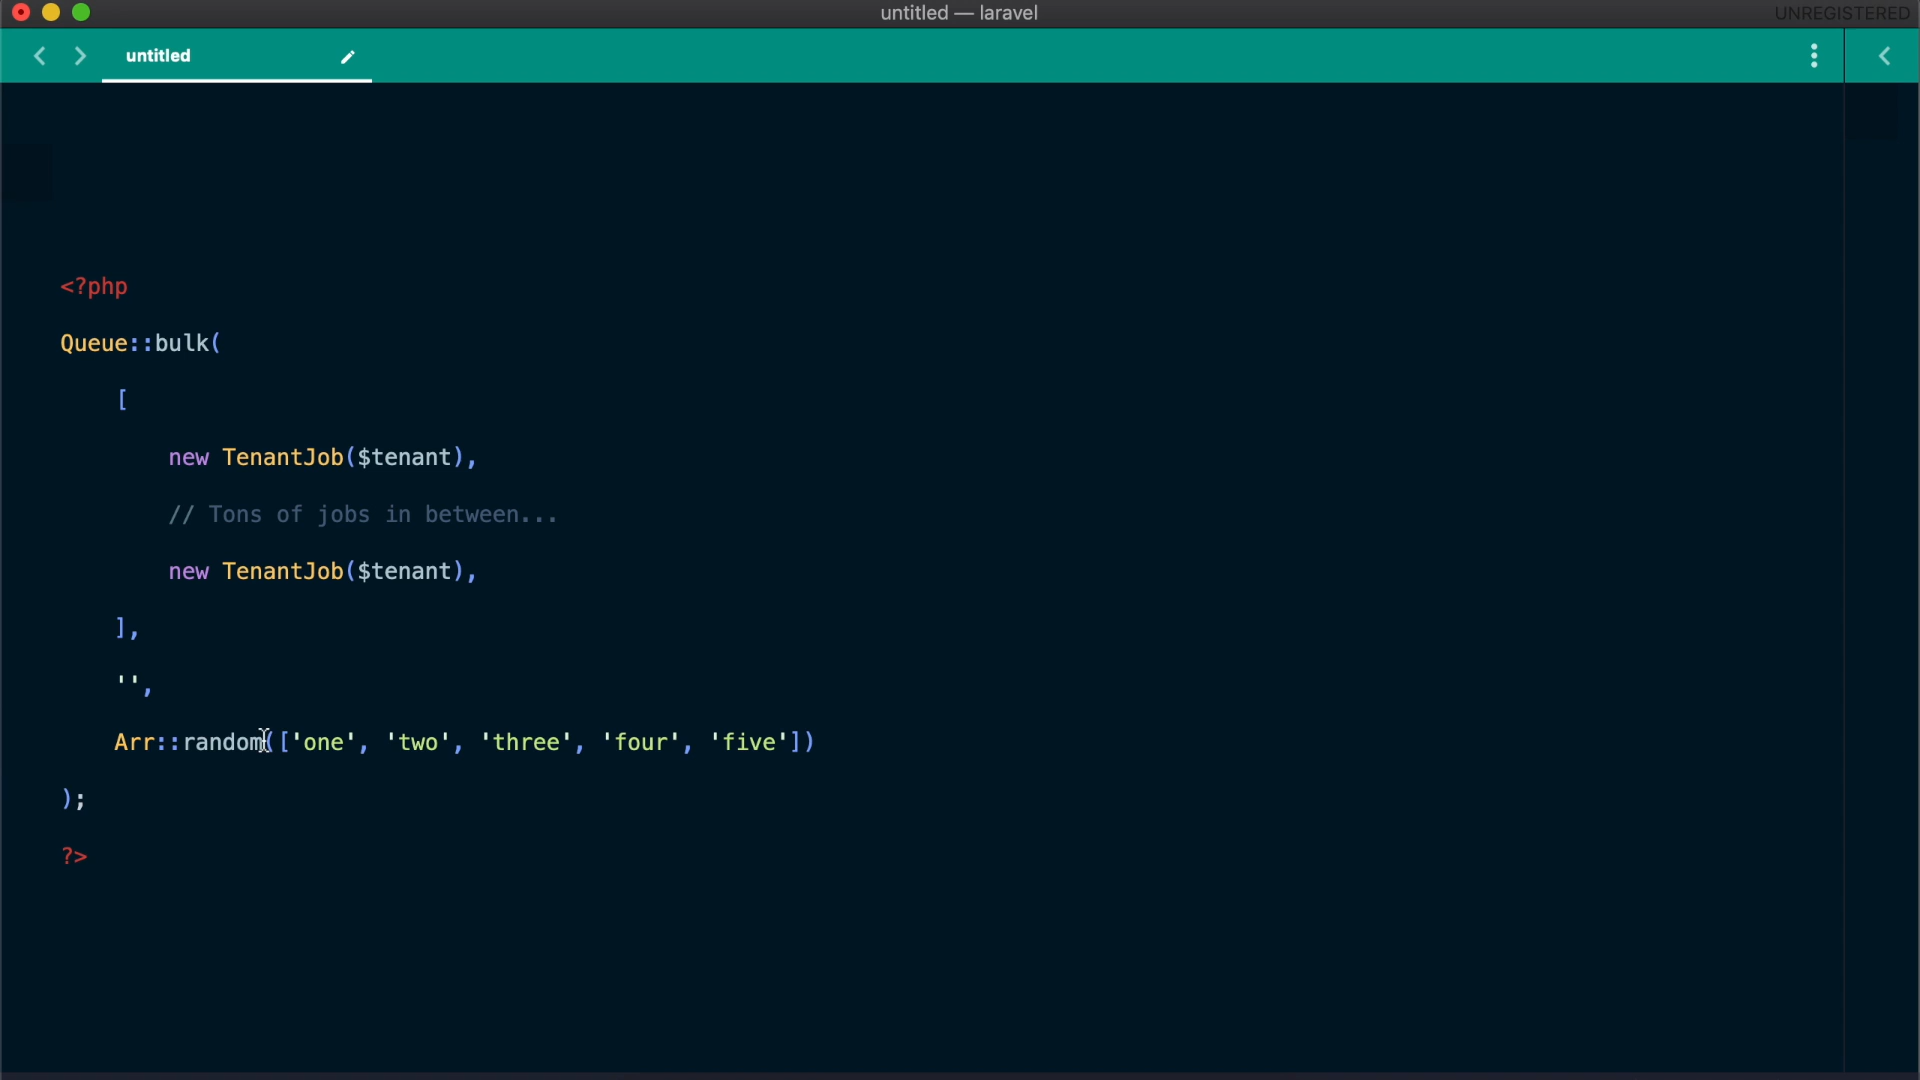 untitled — laravel
UNREGISTERED
untitled
<?php
Queue::bulk(
[
new TenantJob($tenant),
// Tons of jobs in between...
new TenantJob($tenant),
],
'',
Arr::random(['one', 'two', 'three', 'four', 'five'])
);
?>